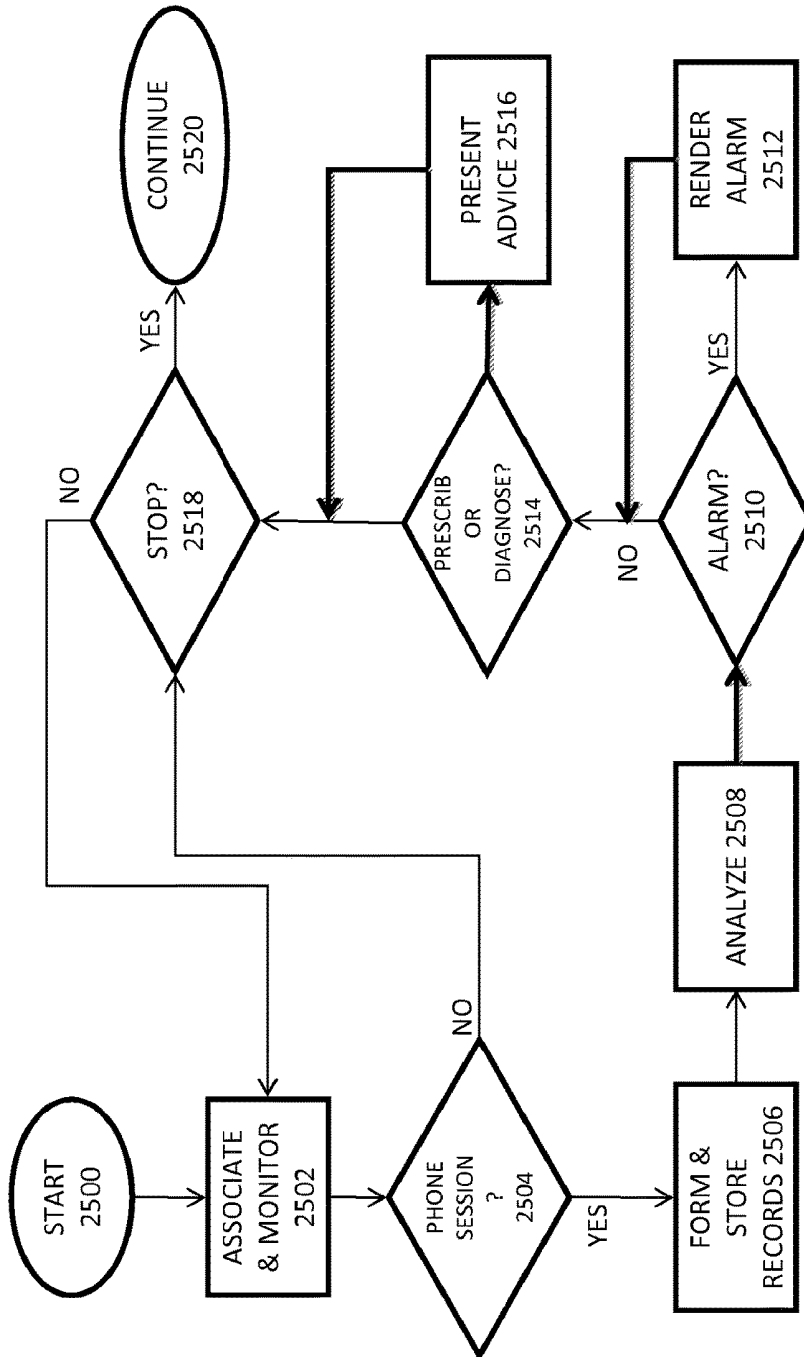 START
2500
ASSOCIATE
& MONITOR
2502
PHONE
SESSION
?
2504
NO
YES
FORM &
STORE
RECORDS 2506
ANALYZE 2508
ALARM?
2510
YES
NO
RENDER
ALARM
2512
PRESCRIB
OR
DIAGNOSE?
2514
PRESENT
ADVICE 2516
STOP?
2518
NO
YES
CONTINUE
2520